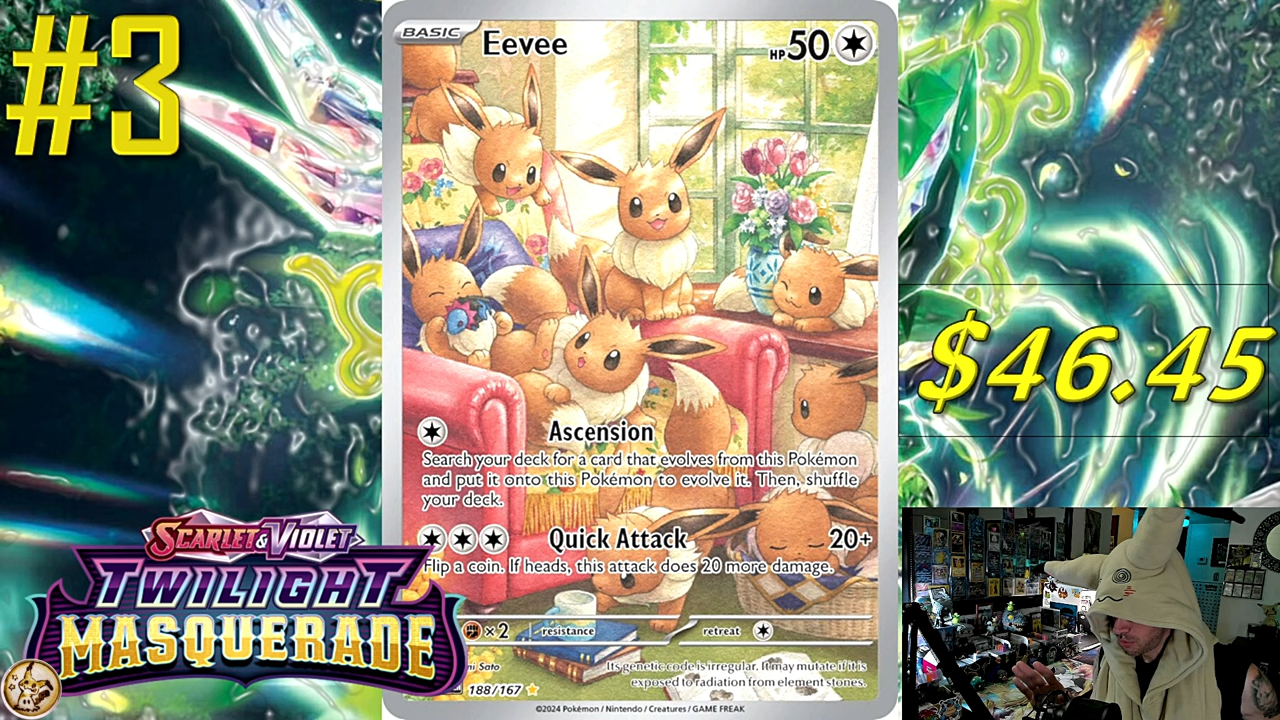 #3
BASIC
Eevee
HP50
Ascension
Search your deck for a card that evolves from this Pokémon
and put it onto this Pokémon to evolve it. Then, shuffle
your deck.
Quick Attack 20+
Flip a coin. If heads, this attack does 20 more damage.
×2 resistance retreat
ni Sato
188/167
Its genetic code is irregular. It may mutate if it is
exposed to radiation from element stones.
©2024 Pokémon / Nintendo / Creatures / GAME FREAK
$46.45
SCARLET & VIOLET
TWILIGHT
MASQUERADE